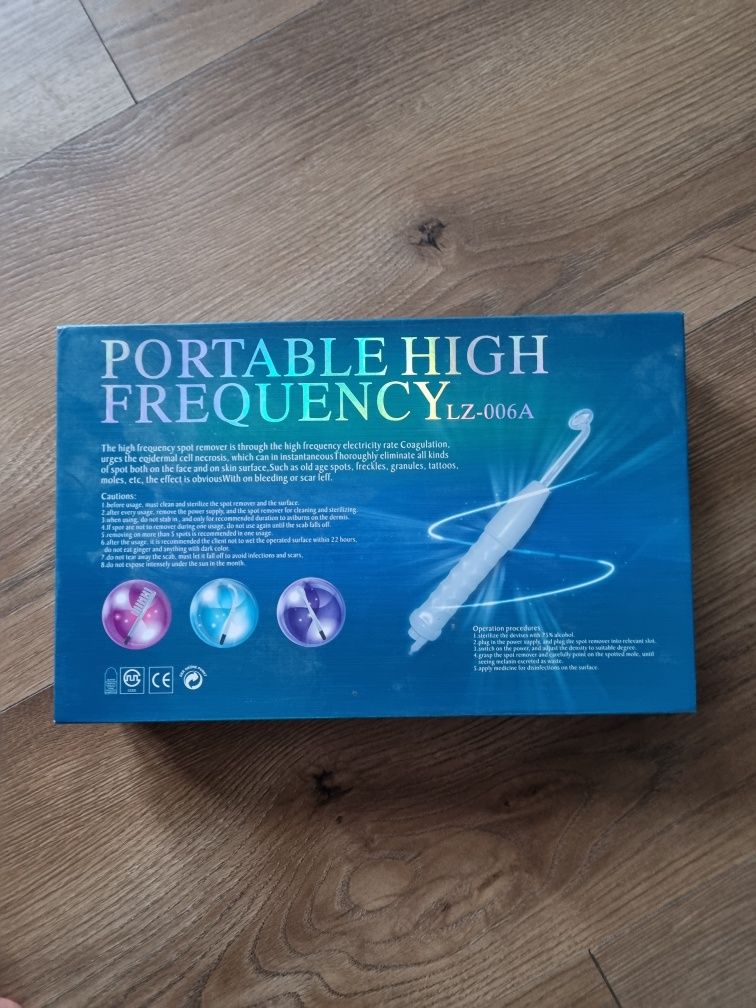 PORTABLE HIGH
FREQUENCY LZ-006A
The high frequency spot remover is through the high frequency electricity rate Coagulation,
urges the eqidermal cell necrosis, which can in instantaneousThoroughly eliminate all kinds
of spot both on the face and on skin surface.Such as old age spots, freckles, granules, tattoos,
moles, etc, the effect is obviousWith on bleeding or scar leff.
Cautions:
1.before usage, must clean and steritize the spot remover and the surface.
2.after every usage, remove the power supply, and the spot remover for cleaning and sterilizing.
3.when using, do not stab in, and only for recommended duration to aviburns on the dermis.
4.If spot are not to remover during one usage, do not use again until the scab falls off.
5.removing on more than 5 spots is recommended in one usage.
6.after the usage, it is recommended the client not to wet the operated surface within 22 hours,
do not eat ginger and anything with dark color.
7.do not tear away the scab, must let it fall off to avoid infections and scars,
8.do not expose intensely under the sun in the month.
Operation procedures
1.sterilize the devises with 75% alcohol.
2.plug in the power supply, and plug the spot remover into relevant slot.
3.switch on the power, and adjust the density to suitable degree.
4.grasp the spot remover and carefully point on the spotted mole, until
seeing melanin excreted as waste.
5.apply medicine for disinfections on the surface.
CE